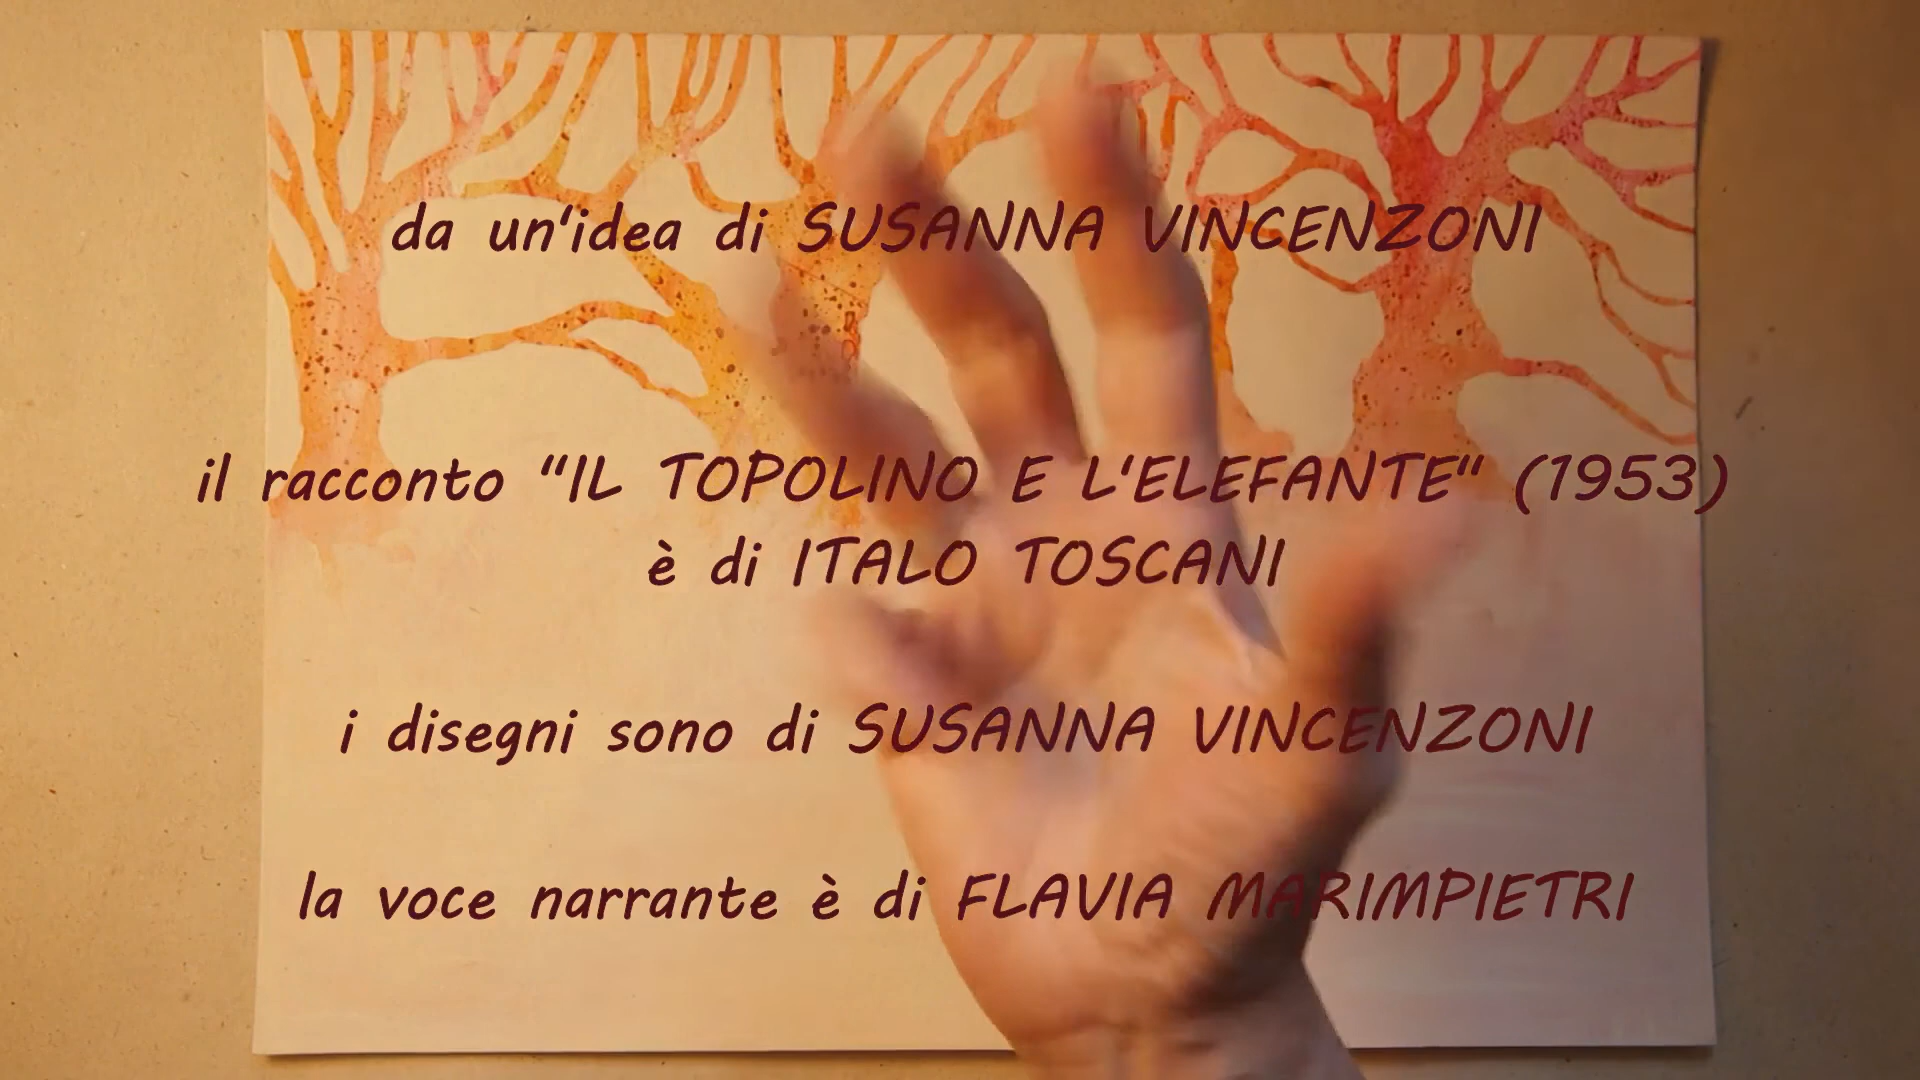 da un'idea di SUSANNA VINCENZONI
il racconto "IL TOPOLINO E L'ELEFANTE" (1953)
è di ITALO TOSCANI
i disegni sono di SUSANNA VINCENZONI
la voce narrante è di FLAVIA MARIMPIETRI